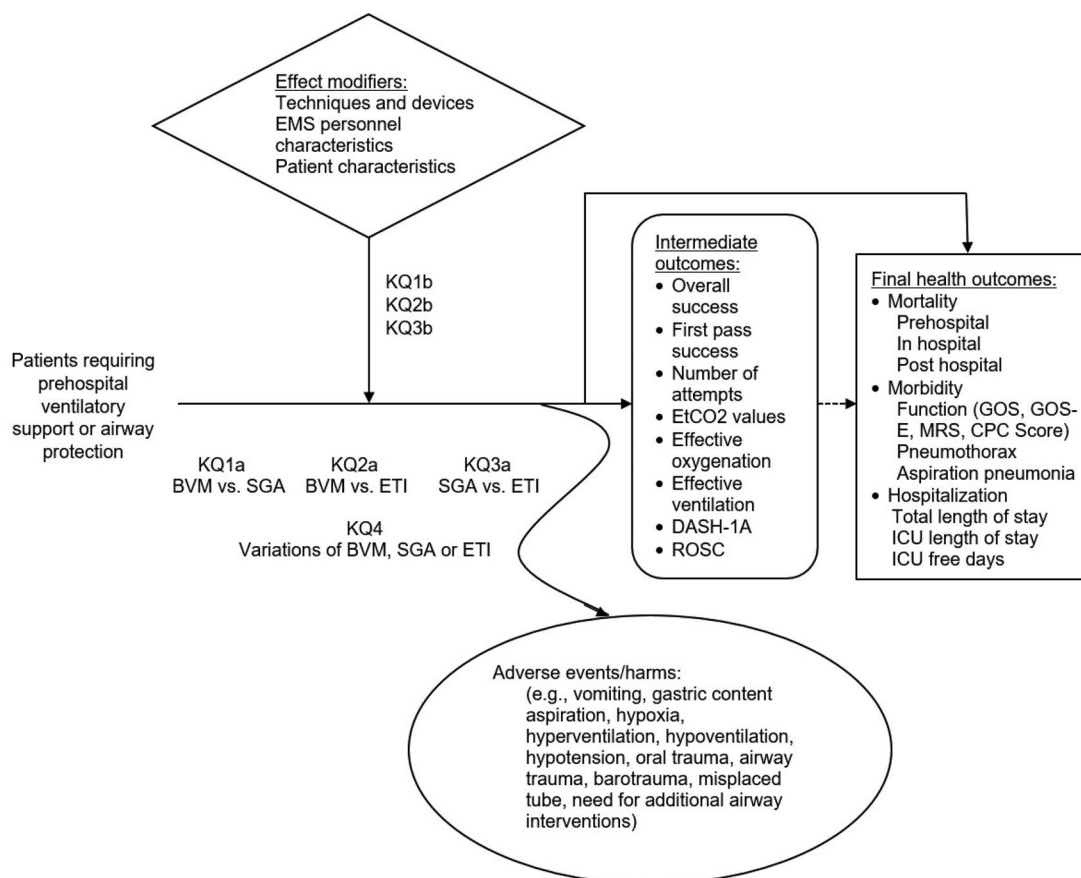 Effect modifiers:
Techniques and devices
EMS personnel
characteristics
Patient characteristics
KQ1b
KQ2b
KQ3b
Patients requiring
prehospital
ventilatory
support or airway
protection
KQ1a
BVM vs. SGA
KQ2a
BVM vs. ETI
KQ3a
SGA vs. ETI
KQ4
Variations of BVM, SGA or ETI
Intermediate
outcomes:
• Overall
success
• First pass
success
• Number of
attempts
• EtCO2 values
• Effective
oxygenation
• Effective
ventilation
• DASH-1A
• ROSC
Final health outcomes:
• Mortality
Prehospital
In hospital
Post hospital
• Morbidity
Function (GOS, GOS-
E, MRS, CPC Score)
Pneumothorax
Aspiration pneumonia
• Hospitalization
Total length of stay
ICU length of stay
ICU free days
Adverse events/harms:
(e.g., vomiting, gastric content
aspiration, hypoxia,
hyperventilation, hypoventilation,
hypotension, oral trauma, airway
trauma, barotrauma, misplaced
tube, need for additional airway
interventions)